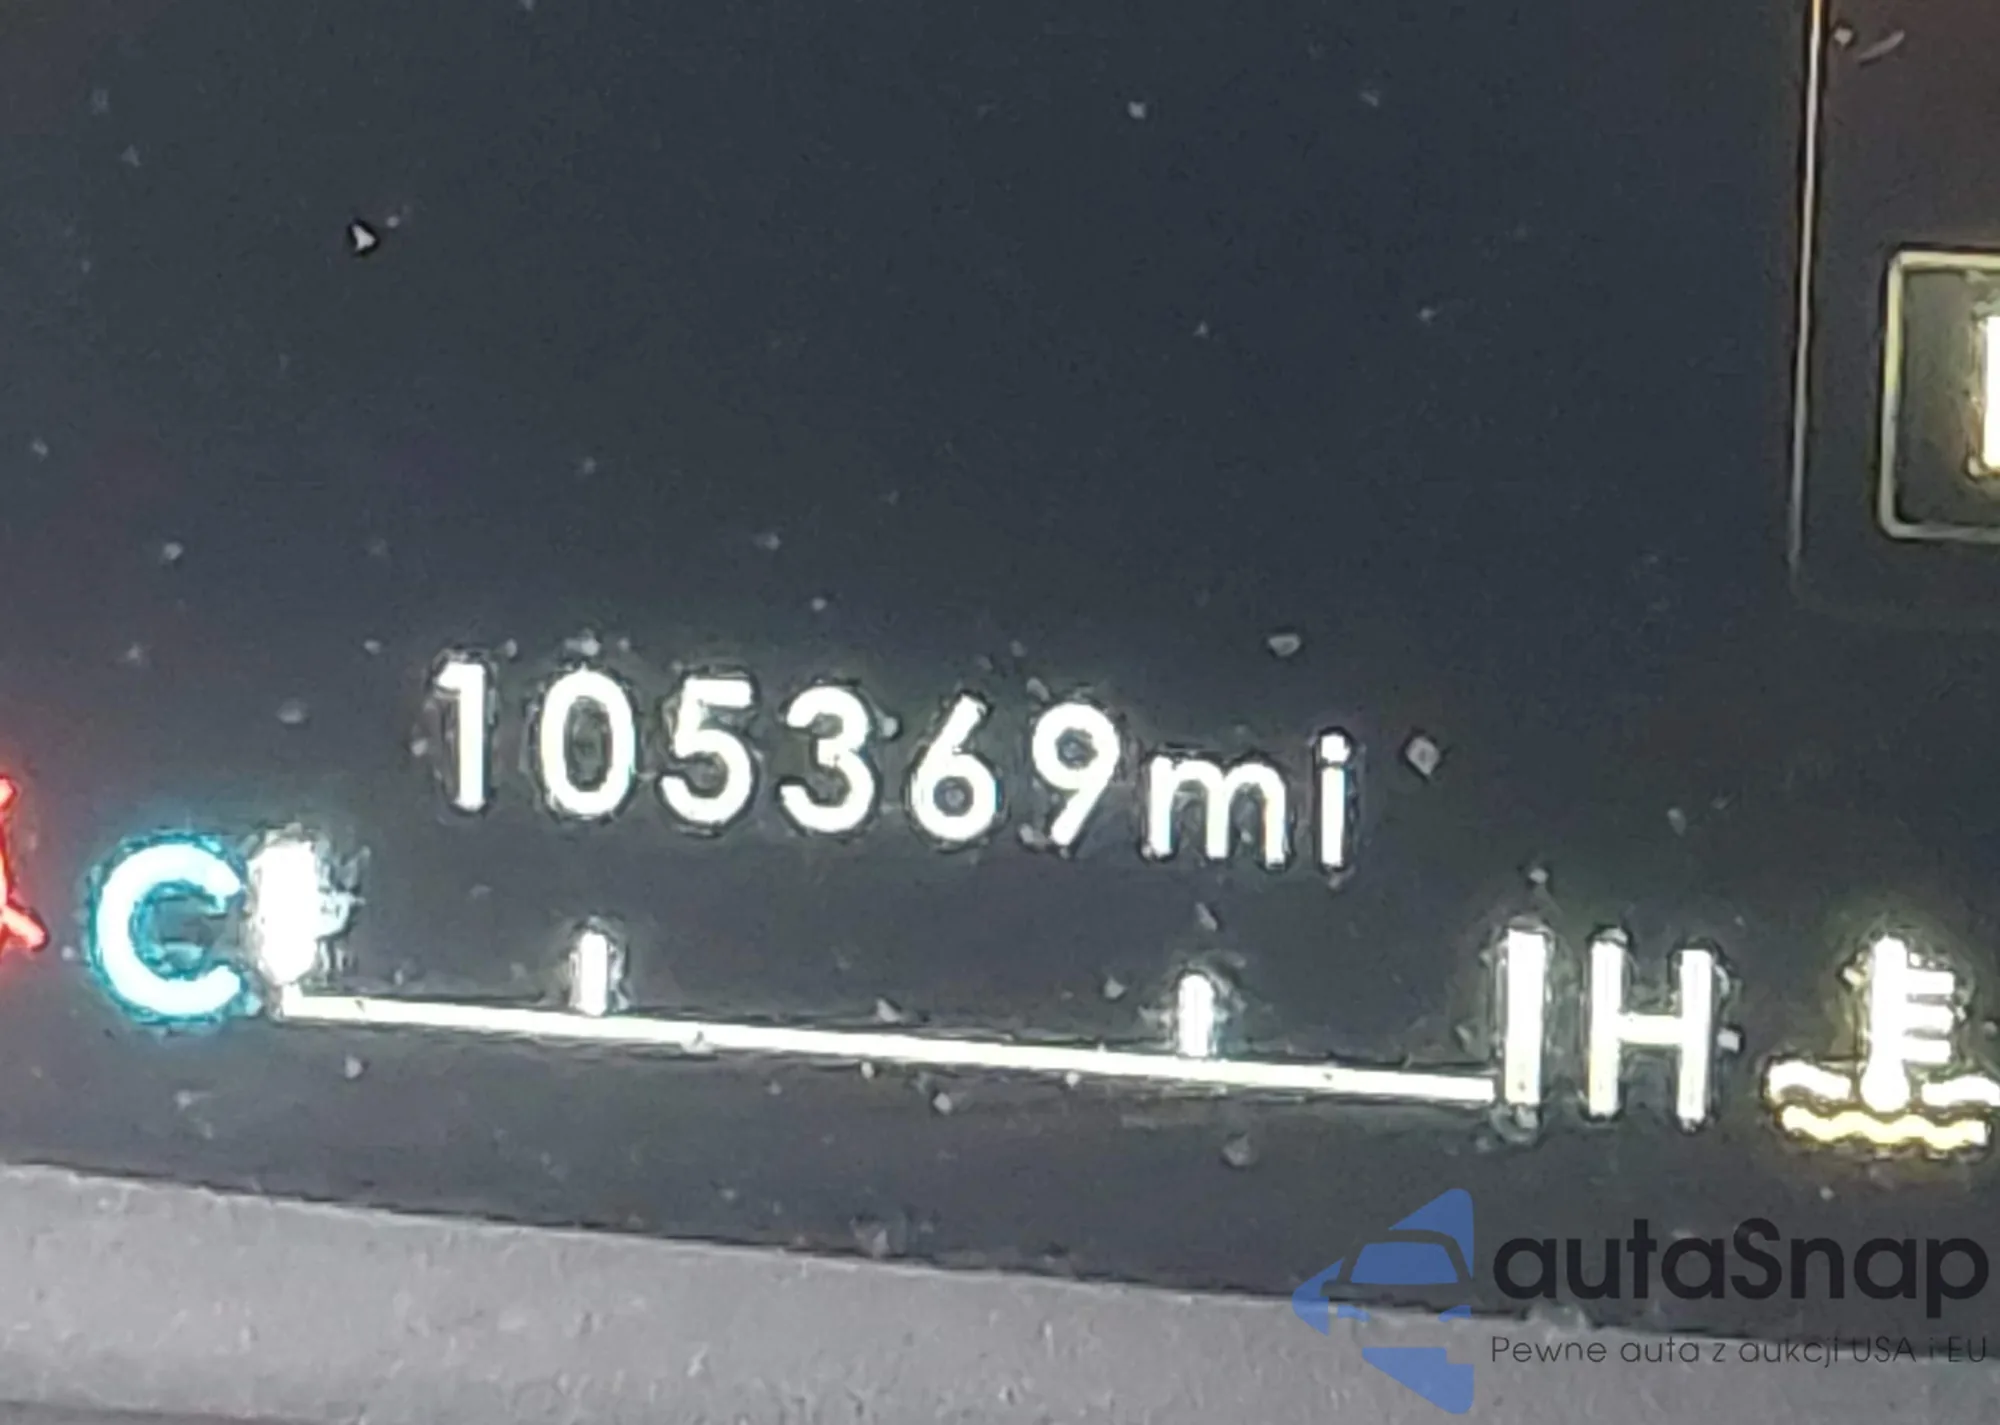 105369mi
C H
autaSnap
Pewne auta z aukcji USA i EU